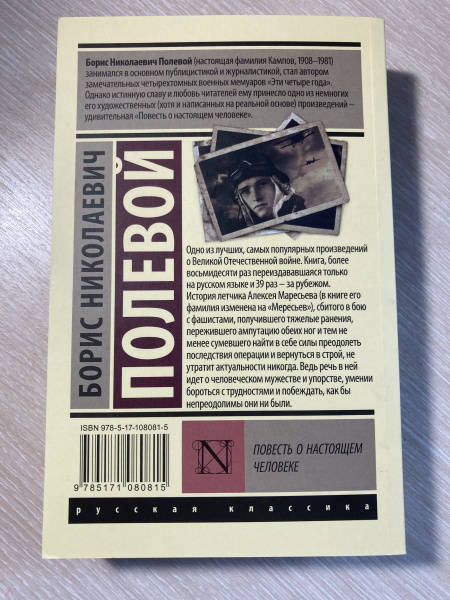 Борис Николаевич Полевой (настоящая фамилия Кампов, 1908–1981)
занимался в основном публицистикой и журналистикой, стал автором
замечательных четырехтомных военных мемуаров «Эти четыре года».
Однако истинную славу и любовь читателей ему принесло одно из немногих
его художественных (хотя и написанных на реальной основе) произведений –
удивительная «Повесть о настоящем человеке».
БОРИС НИКОЛАЕВИЧ
ПОЛЕВОЙ
Одно из лучших, самых популярных произведений
о Великой Отечественной войне. Книга, более
восьмидесяти раз переиздававшаяся только
на русском языке и 39 раз – за рубежом.
История летчика Алексея Маресьева (в книге его
фамилия изменена на «Мересьев»), сбитого в бою
с фашистами, получившего тяжелые ранения,
пережившего ампутацию обеих ног и тем не
менее сумевшего найти в себе силы преодолеть
последствия операции и вернуться в строй, не
утратит актуальности никогда. Ведь речь в ней
идет о человеческом мужестве и упорстве, умении
бороться с трудностями и побеждать, как бы
непреодолимы они ни были.
ISBN 978-5-17-108081-5
9 785171 080815
N
ПОВЕСТЬ О НАСТОЯЩЕМ
ЧЕЛОВЕКЕ
русская классика